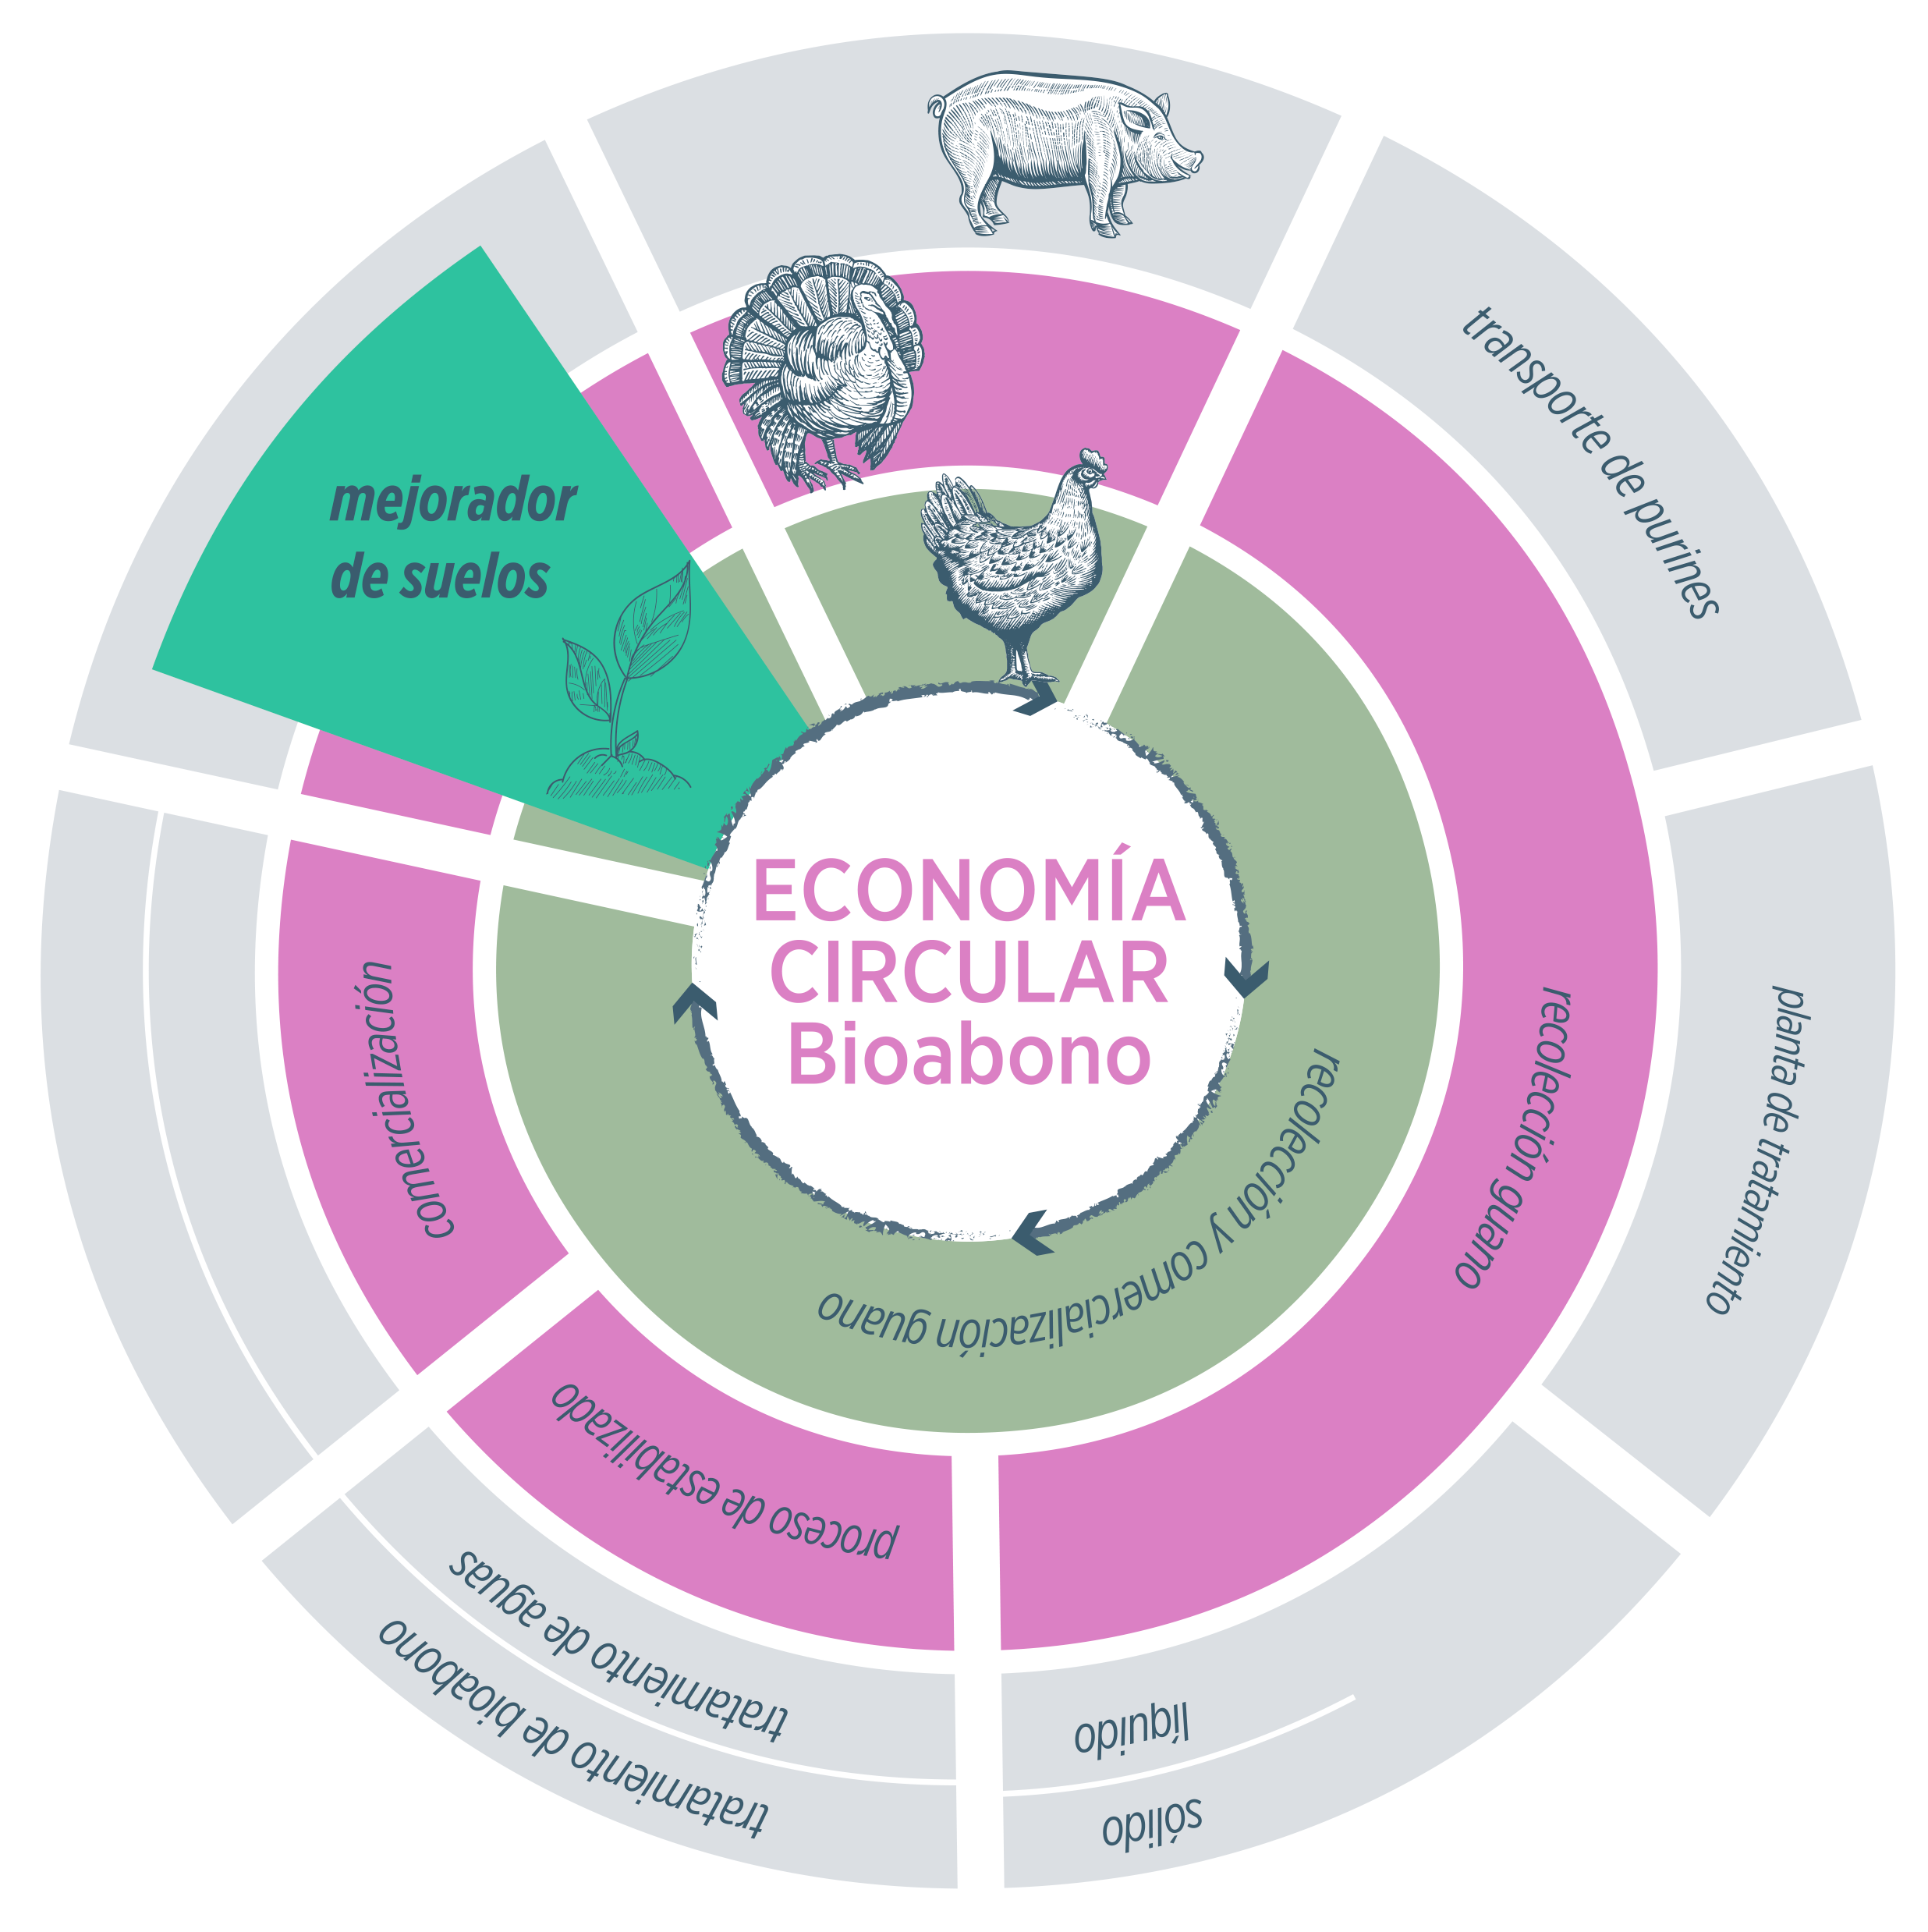 ECONOMÍA
CIRCULAR
Bioabono
mejorador
de suelos
transporte de purines
planta de tratamiento
líquido
sólido
tratamiento de aguas
tratamiento de bioabono
recolección guano
proceso de estabilizado
comercialización
recolección y comercialización guano